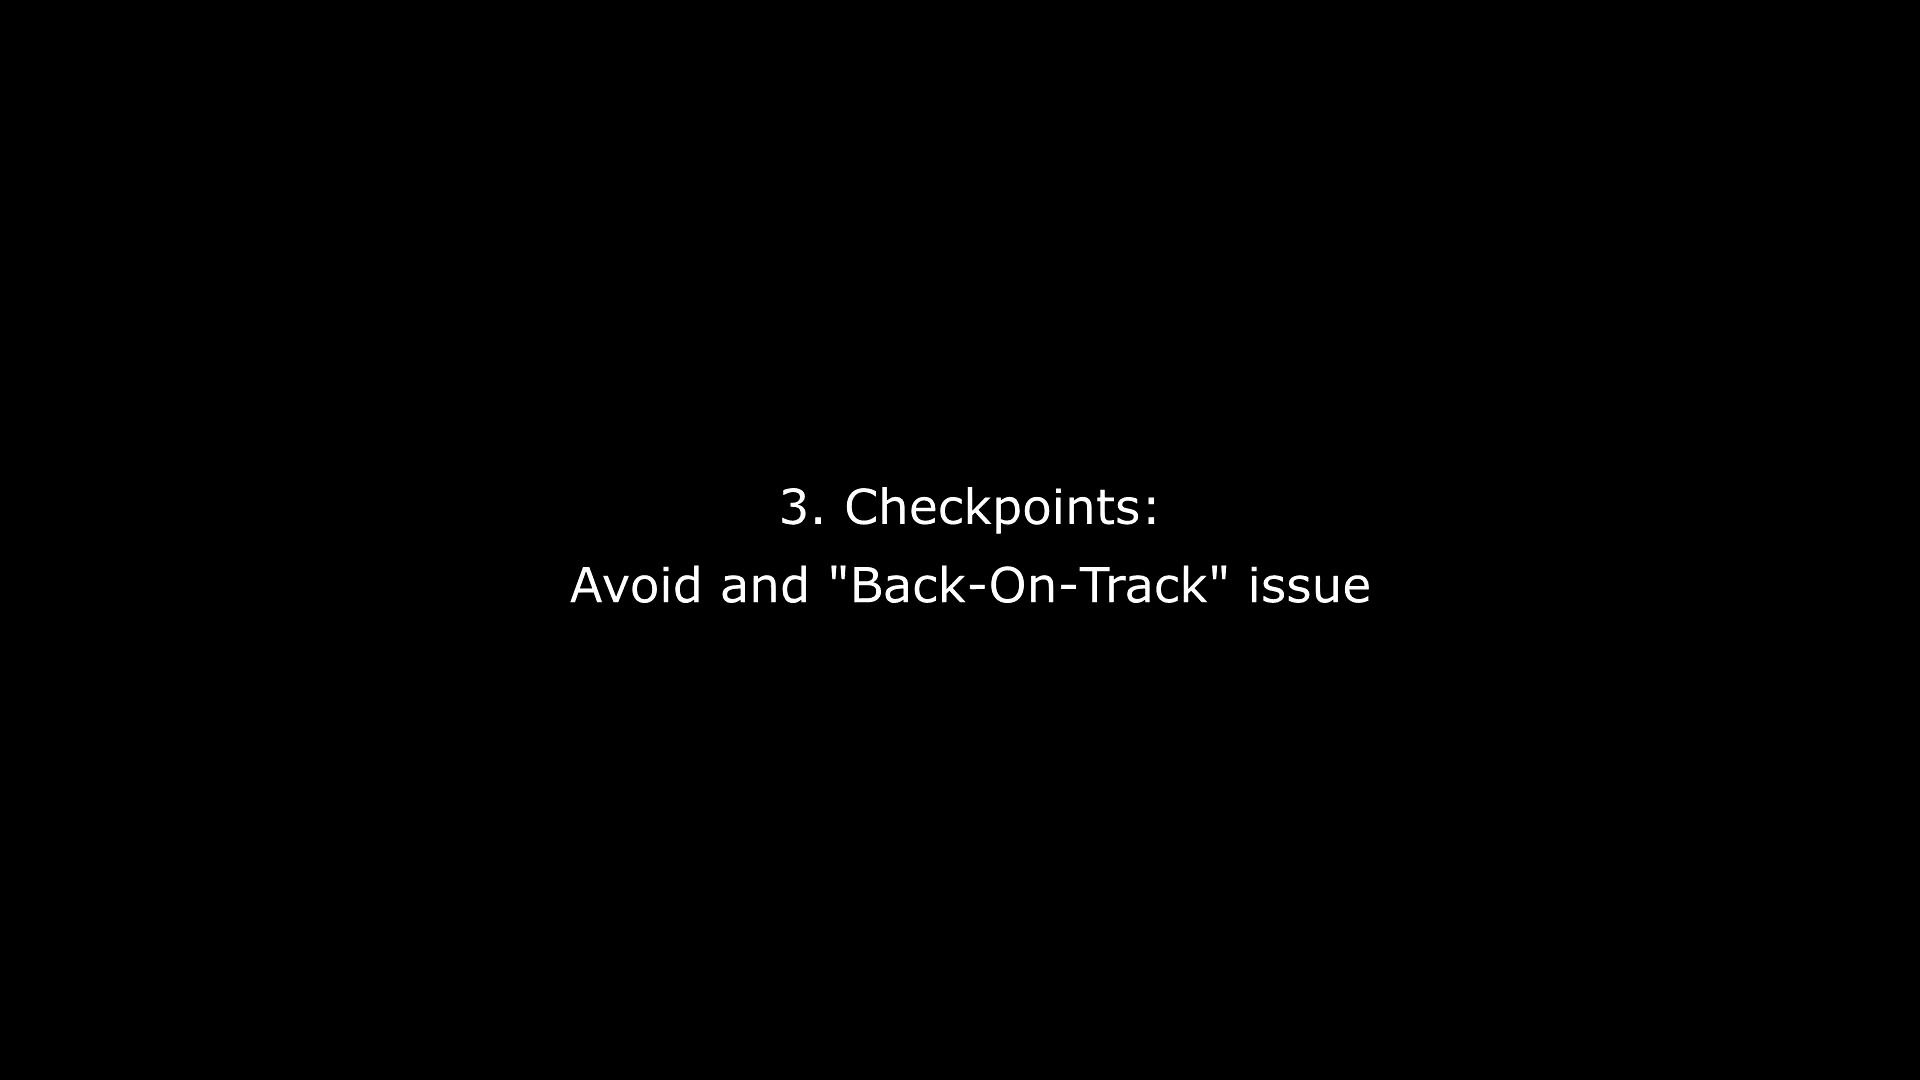 3. Checkpoints:
Avoid and "Back-On-Track" issue